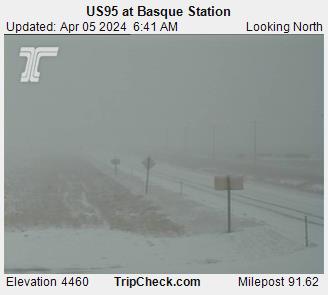 US95 at Basque Station
Updated: Apr 05 2024 6:41 AM Looking North
Elevation 4460 TripCheck.com Milepost 91.62